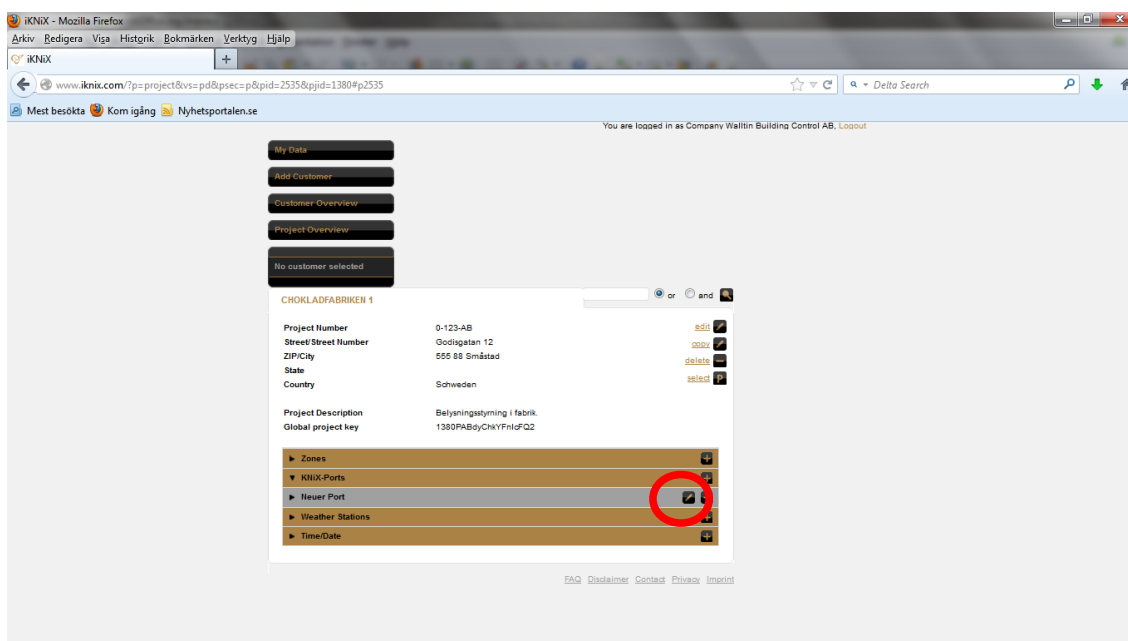 iKNiX - Mozilla Firefox
Arkiv Redigera Visa Historik Bokmärken Verktyg Hjälp
iKNiX
www.iknix.com/?p=project&vs=pd&psec=p&pid=2535&pjid=1380#p2535
Delta Search
Mest besökta Kom igång Nyhetsportalen.se
You are logged in as Company Walltin Building Control AB, Logout
My Data
Add Customer
Customer Overview
Project Overview
No customer selected
CHOKLADFABRIKEN 1 or and
Project Number 0-123-AB edit
Street/Street Number Godisgatan 12 copy
ZIP/City 555 88 Småstad delete
State
Country Schweden select P
Project Description Belysningsstyrning i fabrik.
Global project key 1380PABdyChkYFnIcFQ2
Zones
KNiX-Ports
Neuer Port
Weather Stations
Time/Date
FAQ Disclaimer Contact Privacy Imprint